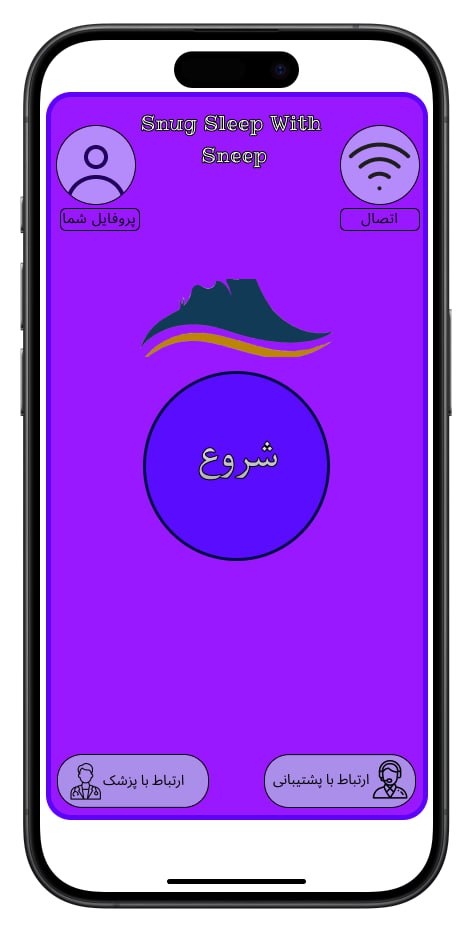 Snug Sleep With
Sneep
اتصال
پروفایل شما
شروع
ارتباط با پشتیبانی
ارتباط با پزشک